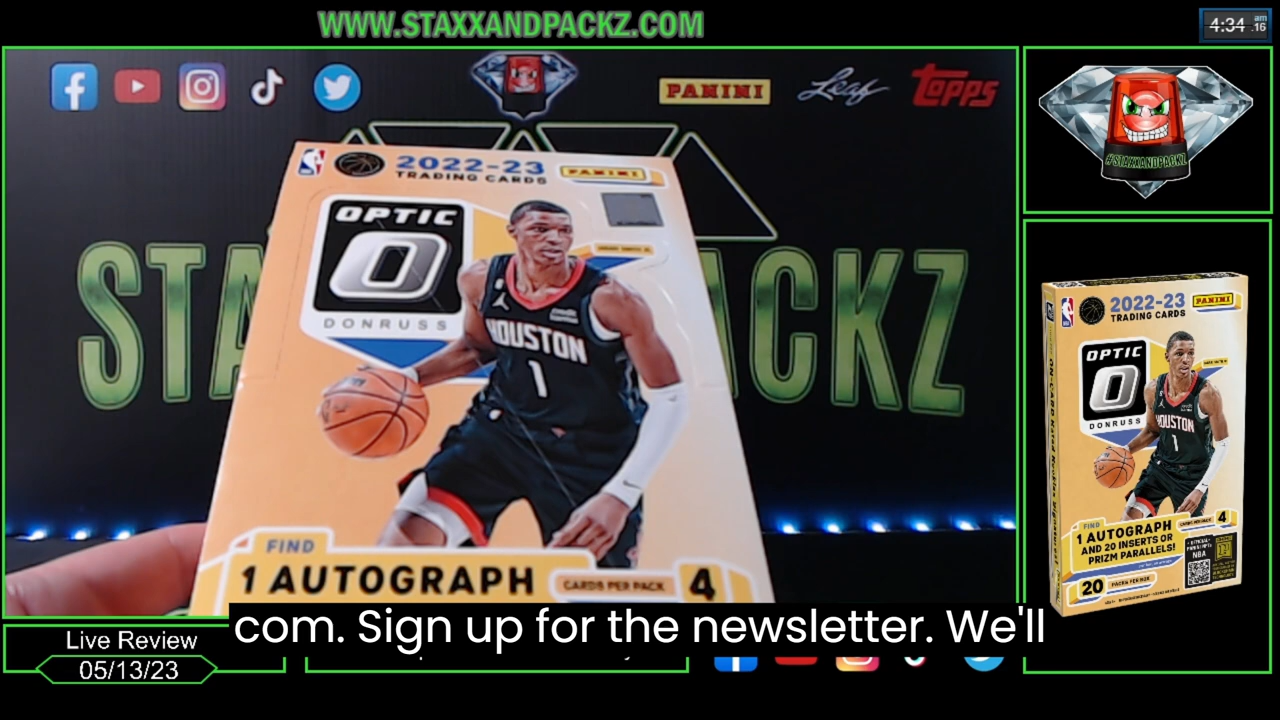 WWW.STAXXANDPACKZ.COM
4:34 am .16
PANINI Leaf Topps
#STAXXANDPACKZ
2022-23
TRADING CARDS
PANINI
OPTIC
O
DONRUSS
HOUSTON
1
STA ACKZ
FIND
1 AUTOGRAPH
CARDS PER PACK 4
2022-23
TRADING CARDS
PANINI
OPTIC
O
DONRUSS
HOUSTON
1
FIND
1 AUTOGRAPH
AND 20 INSERTS OR
PRIZM PARALLELS!
CARDS PER PACK 4
NBA
20 PACKS PER BOX
com. Sign up for the newsletter. We'll
Live Review
05/13/23